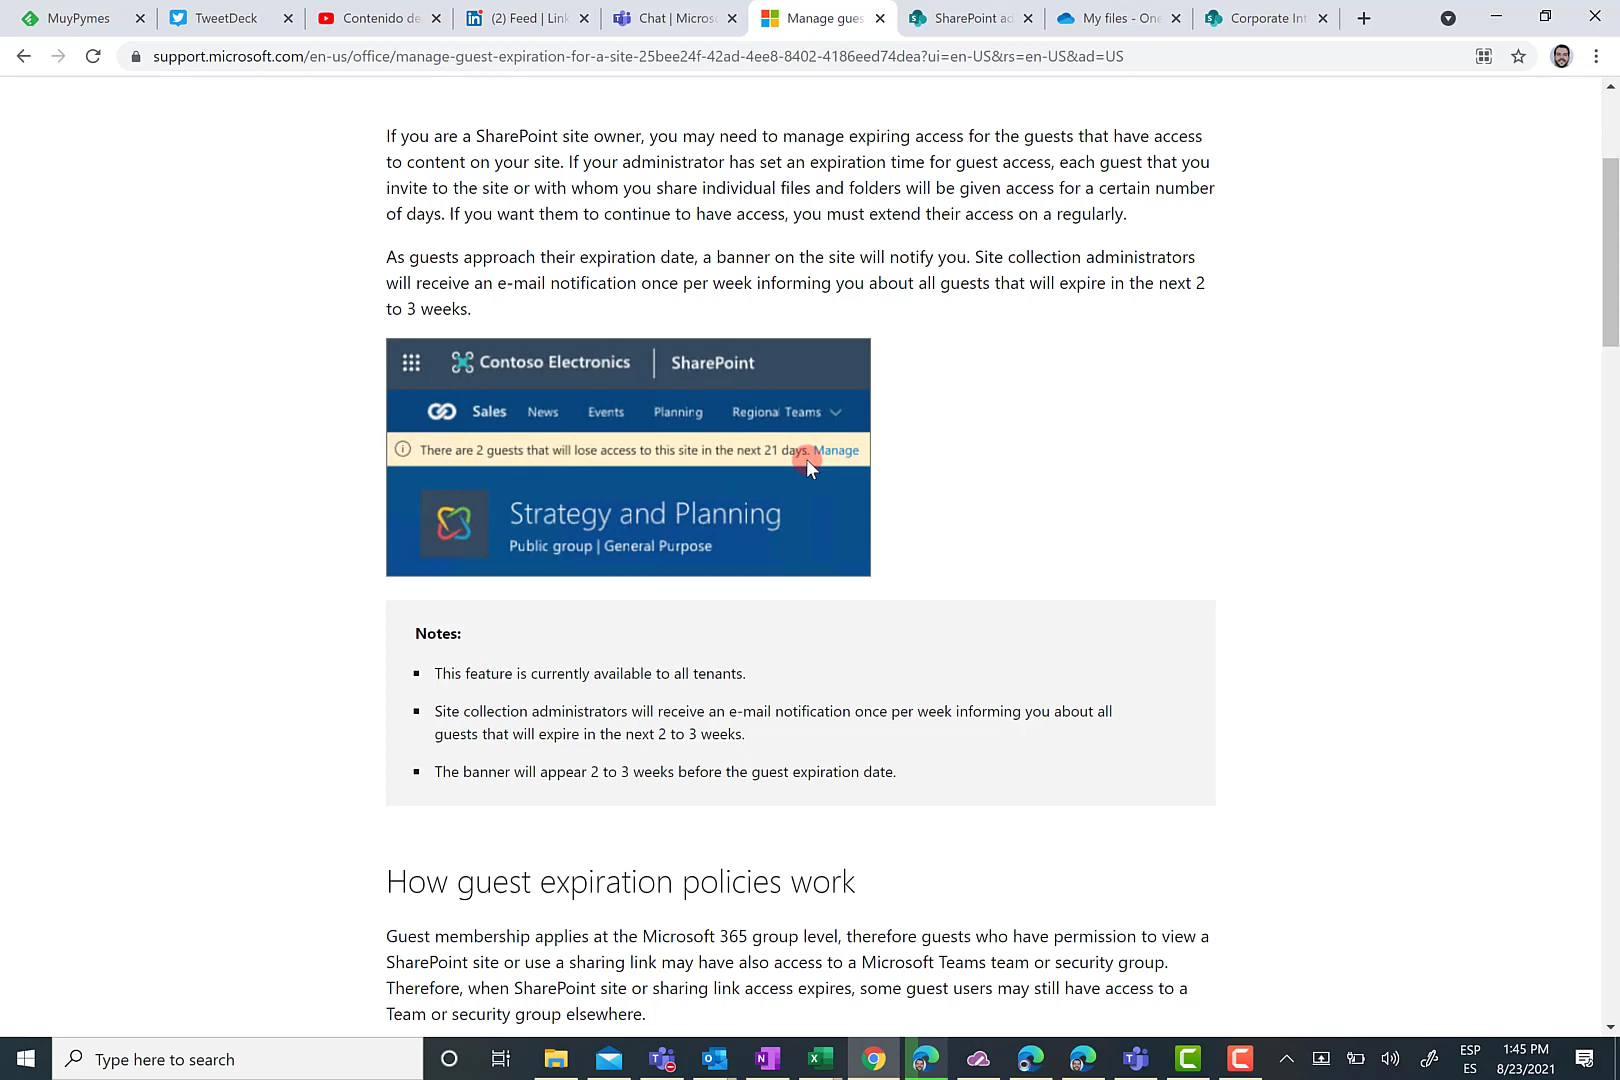 MuyPymes
TweetDeck
Contenido de
(2) Feed | Link
Chat | Microso
Manage gues
SharePoint ad
My files - One
Corporate Int
support.microsoft.com/en-us/office/manage-guest-expiration-for-a-site-25bee24f-42ad-4ee8-8402-4186eed74dea?ui=en-US&rs=en-US&ad=US
If you are a SharePoint site owner, you may need to manage expiring access for the guests that have access
to content on your site. If your administrator has set an expiration time for guest access, each guest that you
invite to the site or with whom you share individual files and folders will be given access for a certain number
of days. If you want them to continue to have access, you must extend their access on a regularly.
As guests approach their expiration date, a banner on the site will notify you. Site collection administrators
will receive an e-mail notification once per week informing you about all guests that will expire in the next 2
to 3 weeks.
Contoso Electronics
SharePoint
Sales News Events Planning Regional Teams
There are 2 guests that will lose access to this site in the next 21 days. Manage
Strategy and Planning
Public group | General Purpose
Notes:
This feature is currently available to all tenants.
Site collection administrators will receive an e-mail notification once per week informing you about all
guests that will expire in the next 2 to 3 weeks.
The banner will appear 2 to 3 weeks before the guest expiration date.
How guest expiration policies work
Guest membership applies at the Microsoft 365 group level, therefore guests who have permission to view a
SharePoint site or use a sharing link may have also access to a Microsoft Teams team or security group.
Therefore, when SharePoint site or sharing link access expires, some guest users may still have access to a
Team or security group elsewhere.
Type here to search
ESP
ES
1:45 PM
8/23/2021